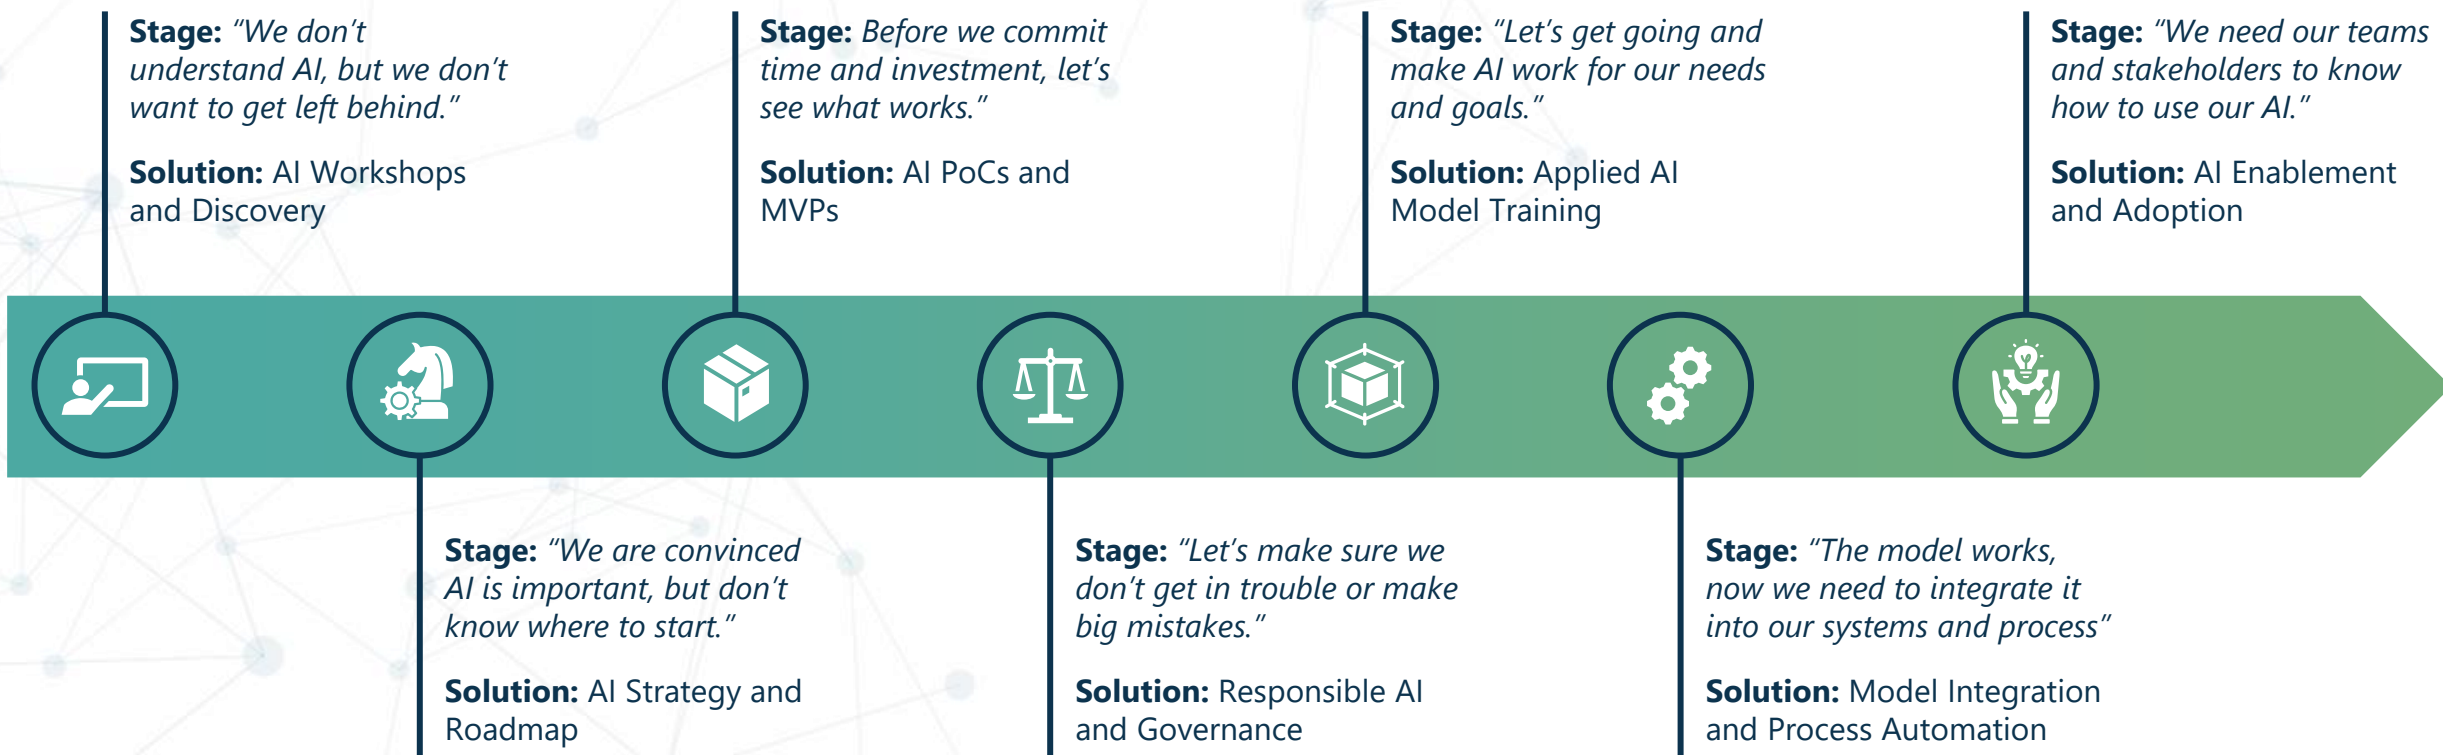 Stage: “We don't
understand AI, but we don't
want to get left behind.”
Solution: AI Workshops
and Discovery
Stage: “We are convinced
AI is important, but don't
know where to start.”
Solution: AI Strategy and
Roadmap
Stage: Before we commit
time and investment, let's
see what works.”
Solution: AI PoCs and
MVPs
Stage: “Let's make sure we
don't get in trouble or make
big mistakes.”
Solution: Responsible AI
and Governance
Stage: “Let's get going and
make AI work for our needs
and goals.”
Solution: Applied AI
Model Training
Stage: “The model works,
now we need to integrate it
into our systems and process”
Solution: Model Integration
and Process Automation
Stage: “We need our teams
and stakeholders to know
how to use our AI.”
Solution: AI Enablement
and Adoption